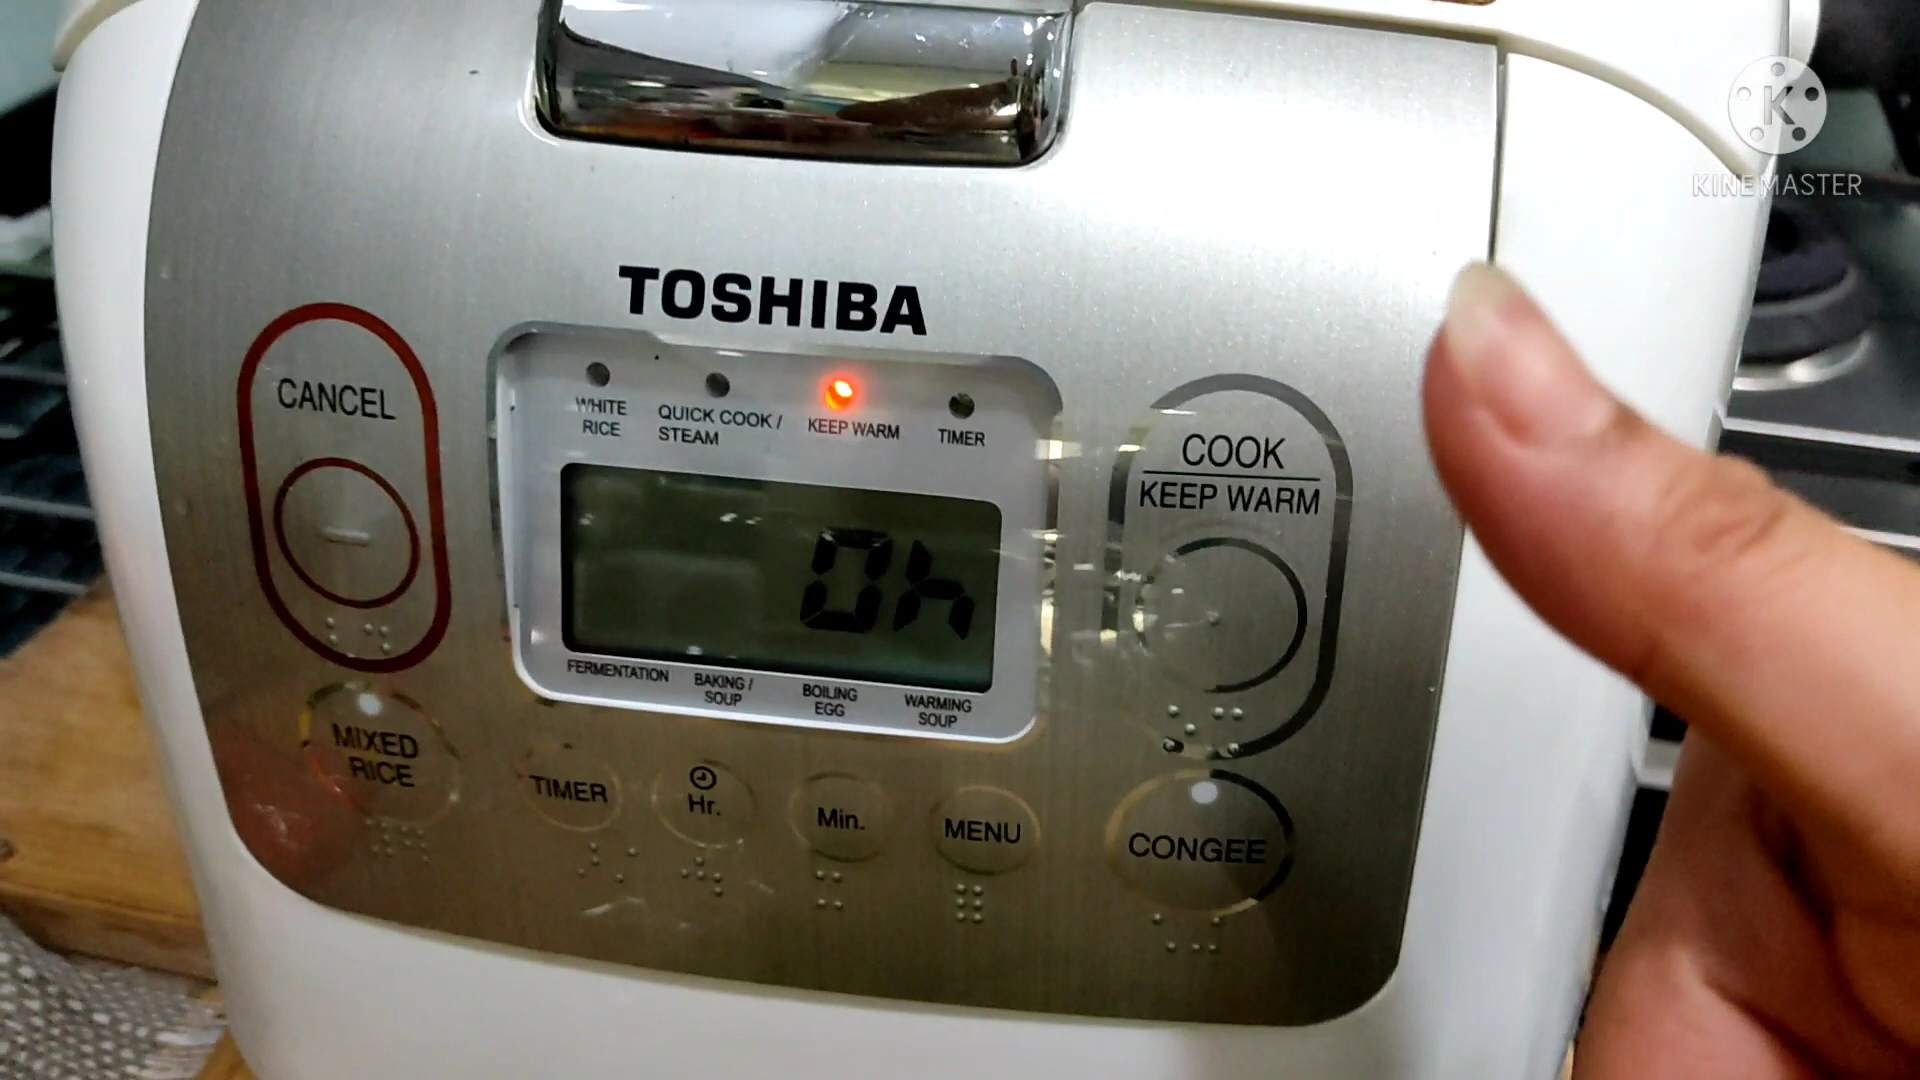 K
KINEMASTER
TOSHIBA
CANCEL
WHITE
RICE
QUICK COOK /
STEAM
KEEP WARM
TIMER
COOK
KEEP WARM
0h
FERMENTATION
BAKING /
SOUP
BOILING
EGG
WARMING
SOUP
MIXED
RICE
TIMER
Hr.
Min.
MENU
CONGEE